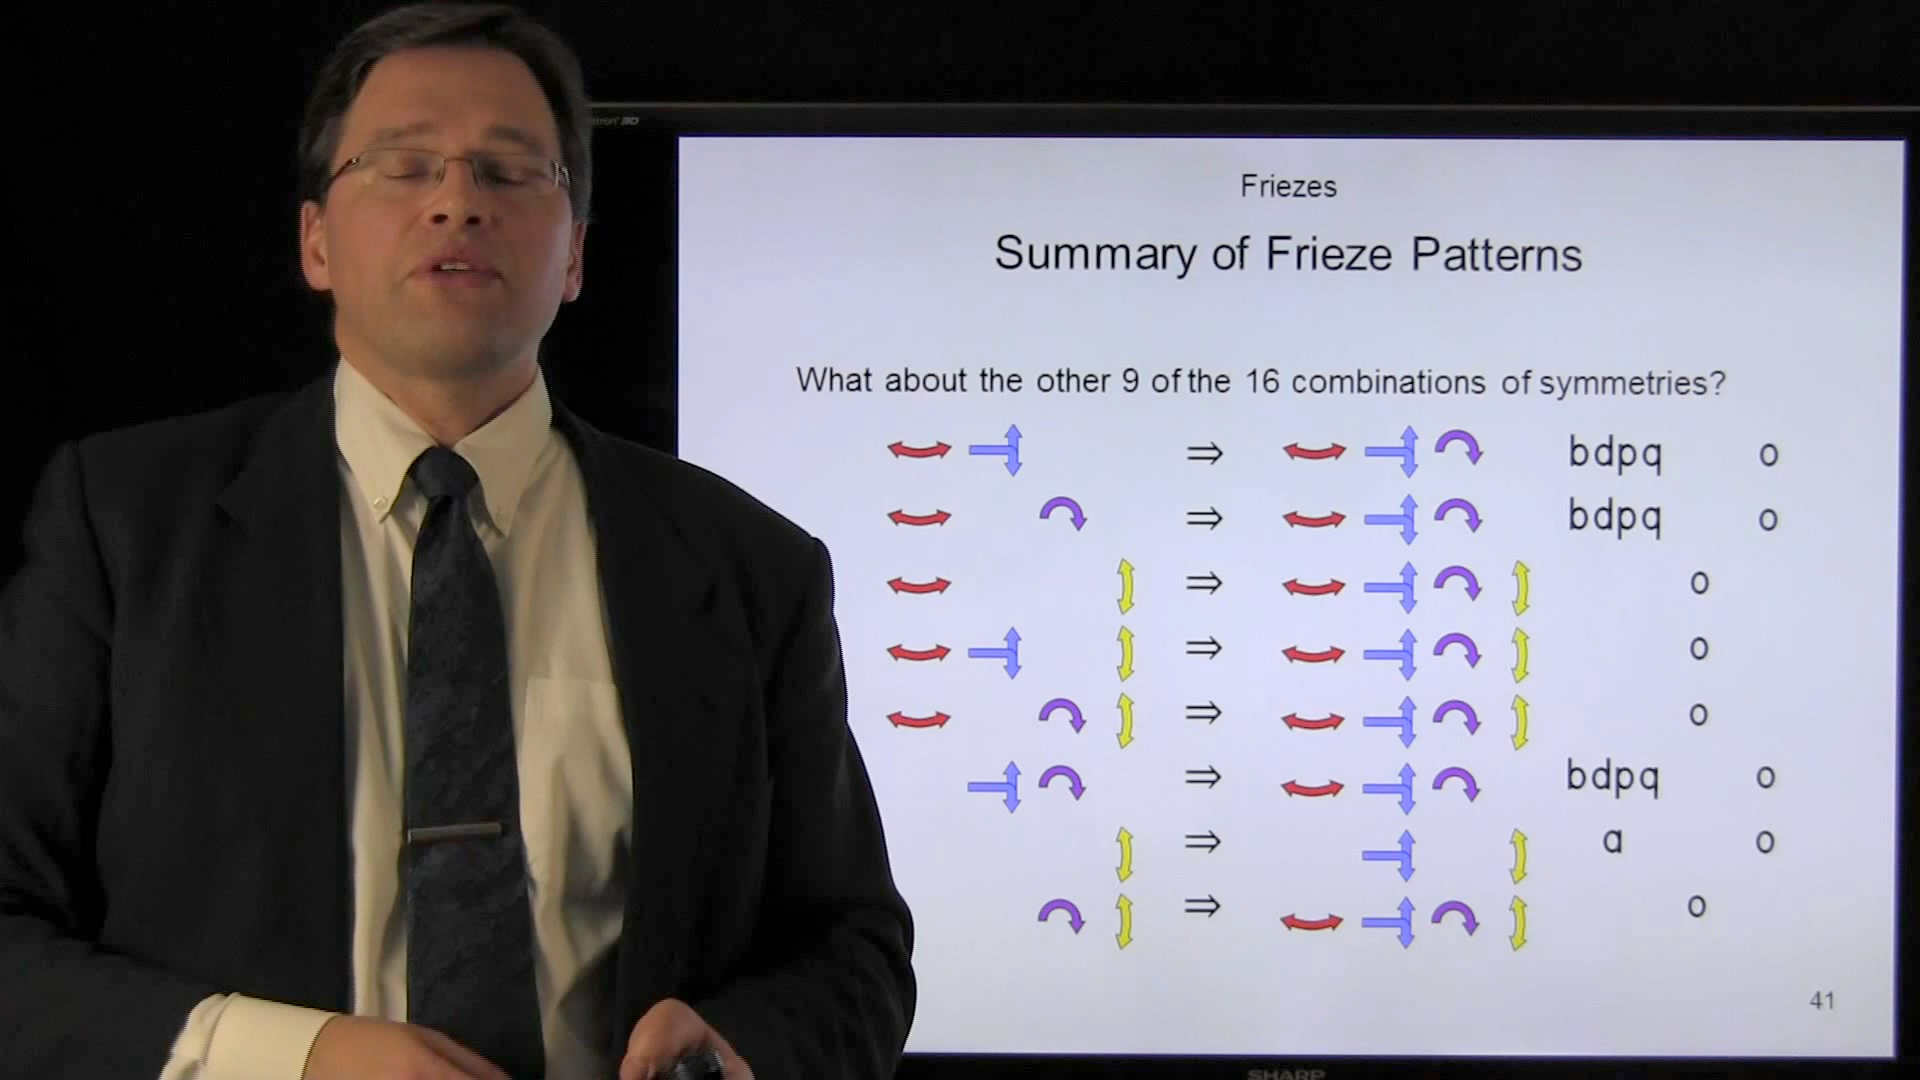 3D
Friezes
Summary of Frieze Patterns
What about the other 9 of the 16 combinations of symmetries?
⇒ bdpq o
⇒ bdpq o
⇒ o
⇒ o
⇒ o
⇒ bdpq o
⇒ a o
⇒ o
41
SHARP